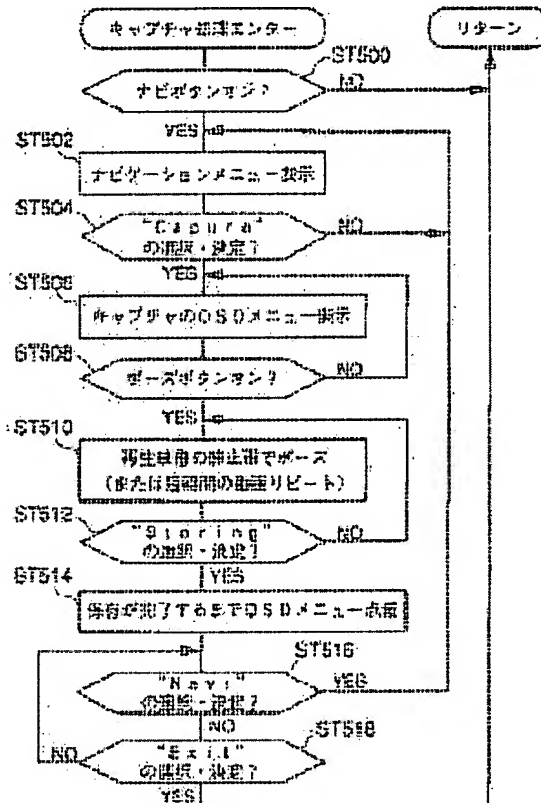 キャプチャ処理エンター
リターン
ST500
ナビボタンオン?
NO
YES
ST502
ナビゲーションメニュー表示
ST504
"Capura"
の選択・決定?
NO
YES
ST506
キャプチャのOSDメニュー表示
ST508
ポーズボタンオン?
NO
YES
ST510
再生映像の静止画でポーズ
(または短期間の動画リピート)
ST512
"Storing"
の選択・決定?
NO
YES
ST514
保存が完了するまでOSDメニュー点滅
ST516
"Navi"
の選択・決定?
YES
NO
ST518
"Exit"
の選択・決定?
NO
YES